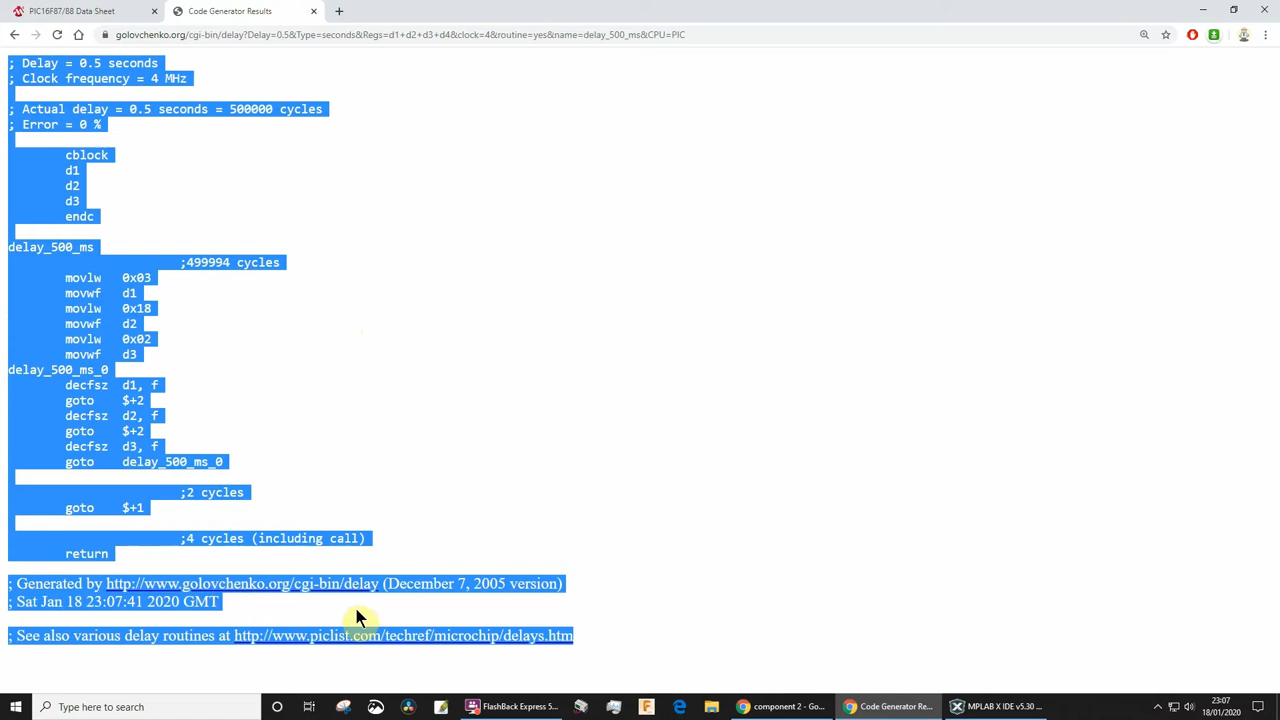 PIC16F87/88 Data Sheet
Code Generator Results
golovchenko.org/cgi-bin/delay?Delay=0.5&Type=seconds&Regs=d1+d2+d3+d4&clock=4&routine=yes&name=delay_500_ms&CPU=PIC
; Delay = 0.5 seconds
; Clock frequency = 4 MHz
; Actual delay = 0.5 seconds = 500000 cycles
; Error = 0 %
cblock
d1
d2
d3
endc
delay_500_ms
;499994 cycles
movlw 0x03
movwf d1
movlw 0x18
movwf d2
movlw 0x02
movwf d3
delay_500_ms_0
decfsz d1, f
goto $+2
decfsz d2, f
goto $+2
decfsz d3, f
goto delay_500_ms_0
;2 cycles
goto $+1
;4 cycles (including call)
return
; Generated by http://www.golovchenko.org/cgi-bin/delay (December 7, 2005 version)
; Sat Jan 18 23:07:41 2020 GMT
; See also various delay routines at http://www.piclist.com/techref/microchip/delays.htm
Type here to search
FlashBack Express 5...
component 2 - Go...
Code Generator Re...
MPLAB X IDE v5.30 ...
23:07
18/01/2020